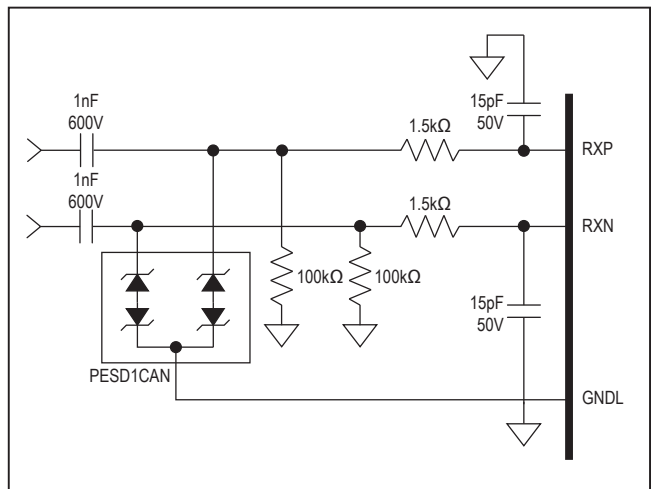 1nF
600V
15pF
50V
1.5kΩ
RXP
1nF
600V
1.5kΩ
RXN
100kΩ
100kΩ
15pF
50V
PESD1CAN
GNDL